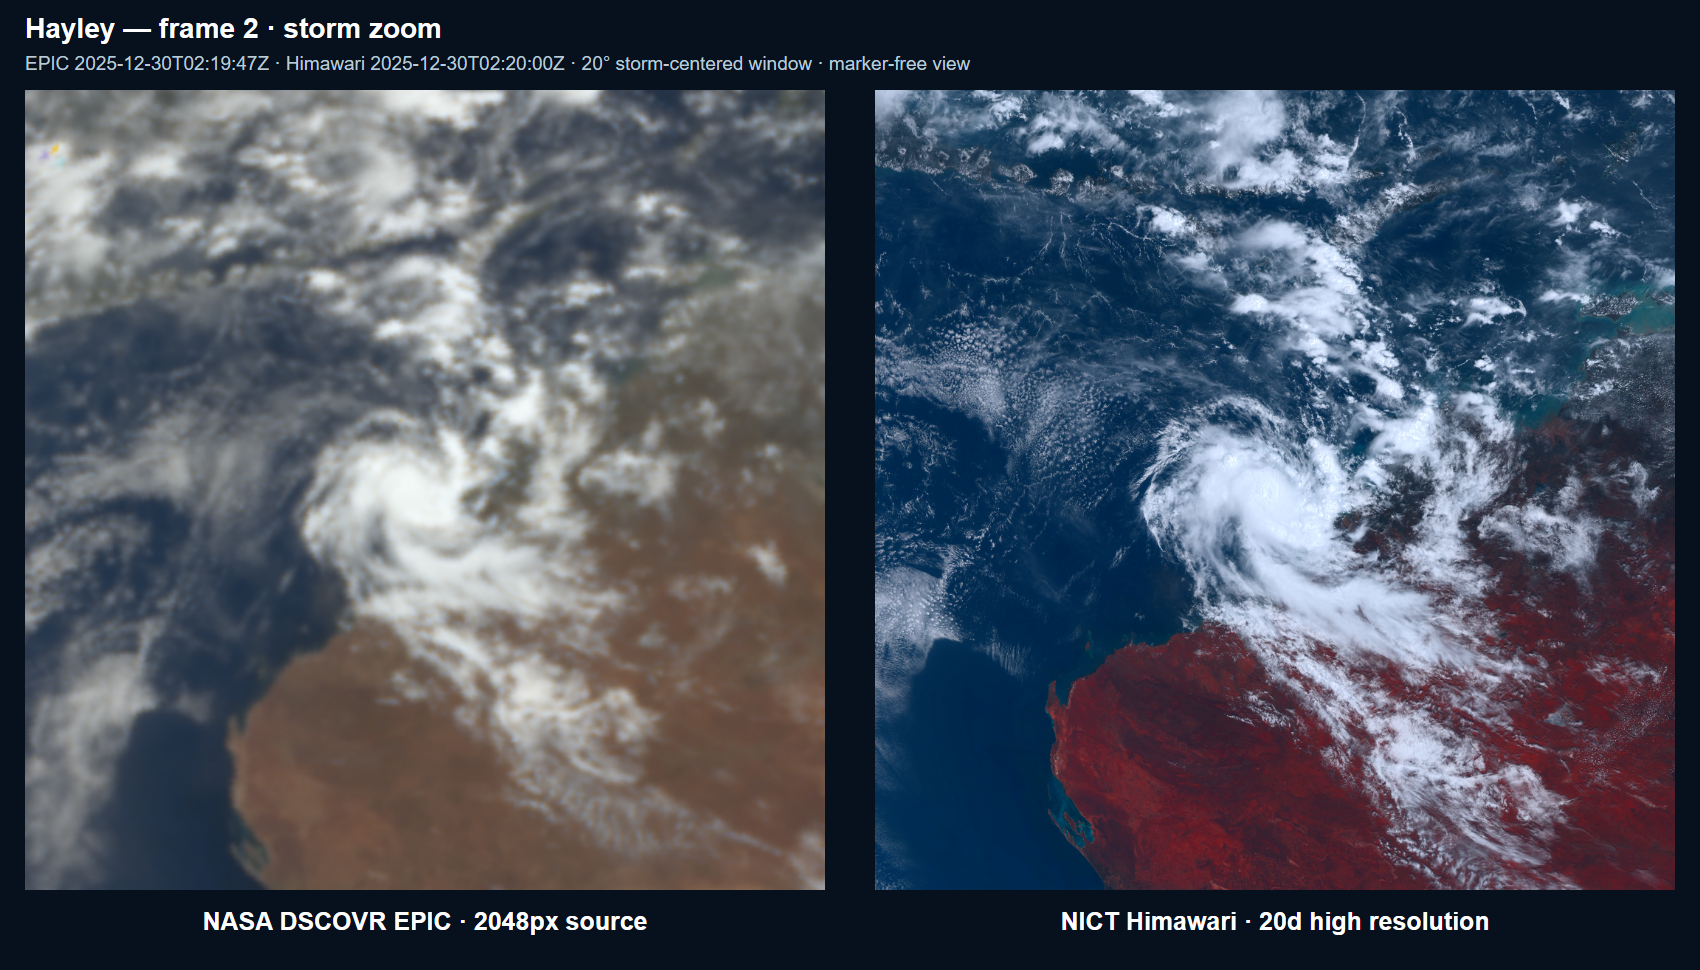 Hayley — frame 2 · storm zoom
EPIC 2025-12-30T02:19:47Z · Himawari 2025-12-30T02:20:00Z · 20° storm-centered window · marker-free view
NASA DSCOVR EPIC · 2048px source
NICT Himawari · 20d high resolution